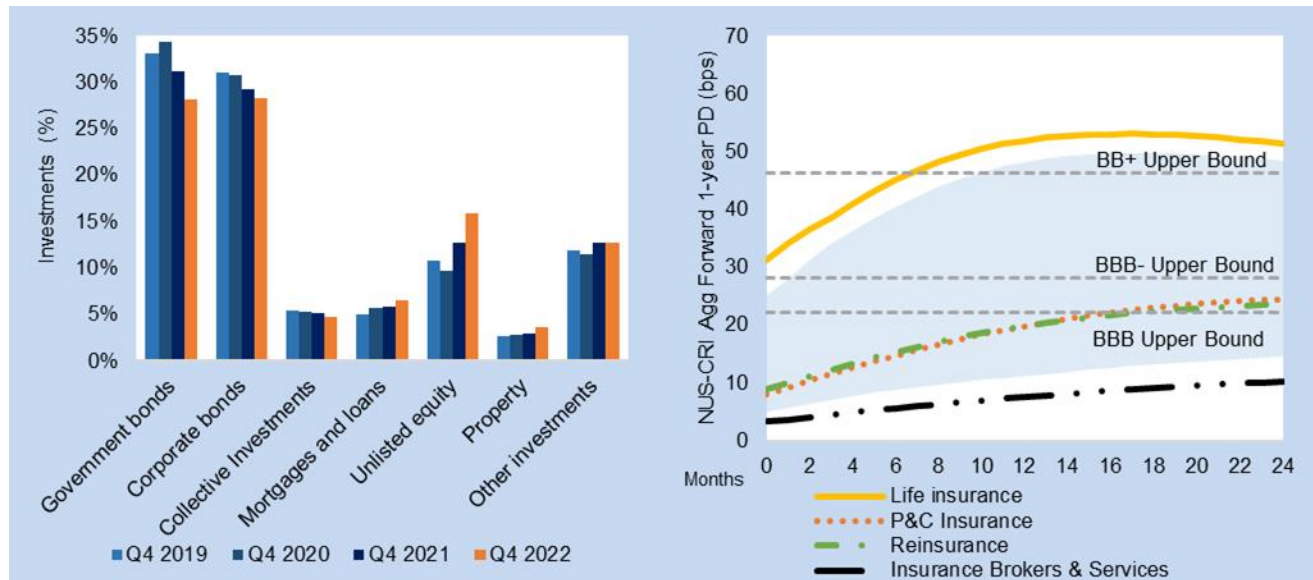 Investments (%)
35%
30%
25%
20%
15%
10%
5%
0%
Government bonds
Corporate bonds
Collective Investments
Mortgages and loans
Unlisted equity
Property
Other investments
Q4 2019 Q4 2020 Q4 2021 Q4 2022
NUS-CRI Agg Forward 1-year PD (bps)
70
60
50
40
30
20
10
0
BB+ Upper Bound
BBB- Upper Bound
BBB Upper Bound
Months
0 2 4 6 8 10 12 14 16 18 20 22 24
Life insurance
P&C Insurance
Reinsurance
Insurance Brokers & Services